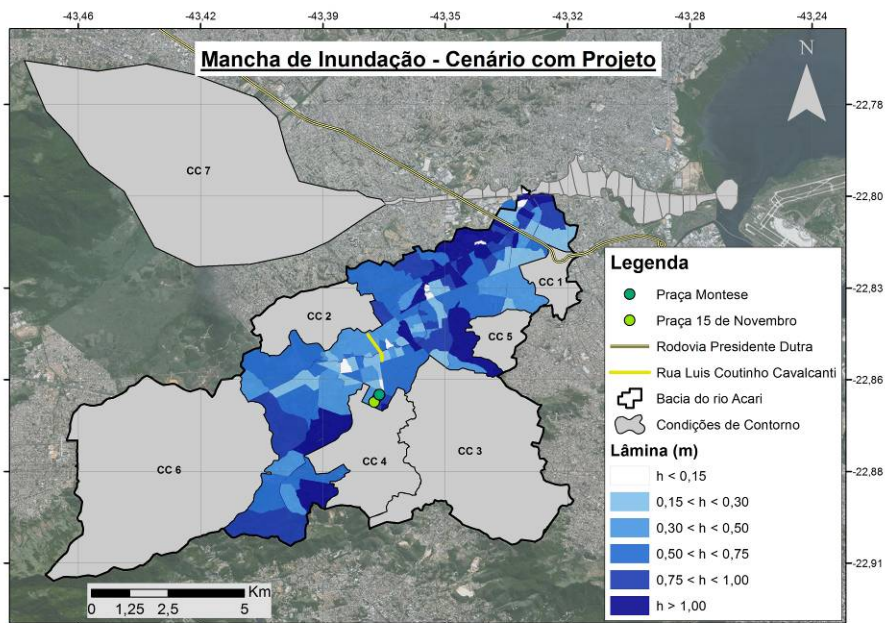 -43,46 -43,42 -43,39 -43,35 -43,32 -43,28 -43,24
Mancha de Inundação - Cenário com Projeto
N
-22,78
CC 7
-22,80
CC 1
-22,83
CC 2
CC 5
-22,86
CC 6
CC 4
CC 3
-22,88
-22,91
Legenda
Praça Montese
Praça 15 de Novembro
Rodovia Presidente Dutra
Rua Luis Coutinho Cavalcanti
Bacia do rio Acari
Condições de Contorno
Lâmina (m)
h < 0,15
0,15 < h < 0,30
0,30 < h < 0,50
0,50 < h < 0,75
0,75 < h < 1,00
h > 1,00
Km
0 1,25 2,5 5